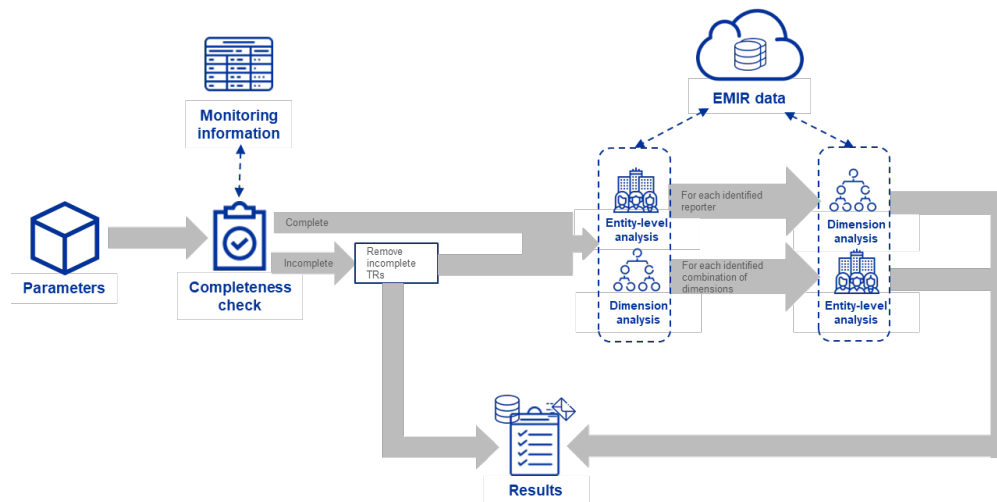 EMIR data
Monitoring
information
Complete
Incomplete
Remove
incomplete
TRs
Parameters
Completeness
check
Entity-level
analysis
For each identified
reporter
Dimension
analysis
Dimension
analysis
For each identified
combination of
dimensions
Entity-level
analysis
Results